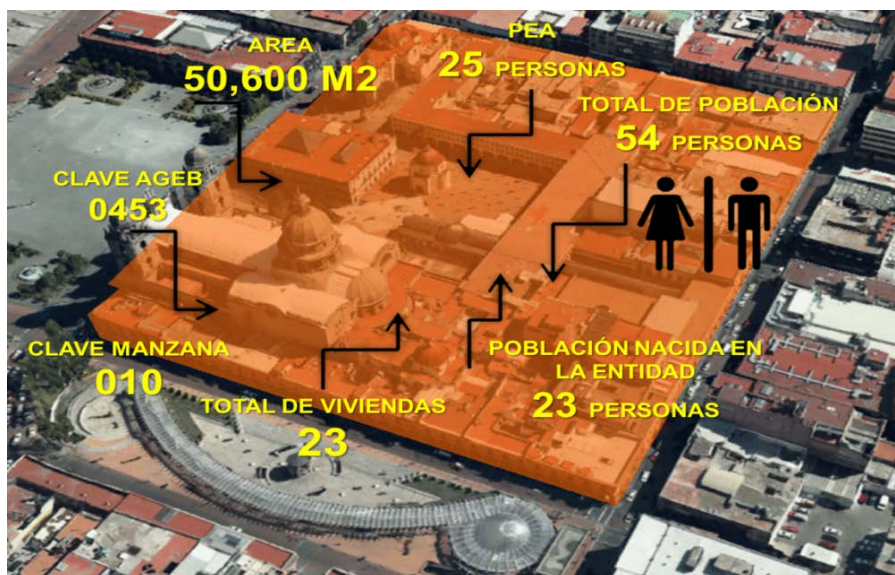 AREA
50,600 M2
PEA
25 PERSONAS
TOTAL DE POBLACIÓN
54 PERSONAS
CLAVE AGEB
0453
CLAVE MANZANA
010
TOTAL DE VIVIENDAS
23
POBLACIÓN NACIDA EN
LA ENTIDAD
23 PERSONAS